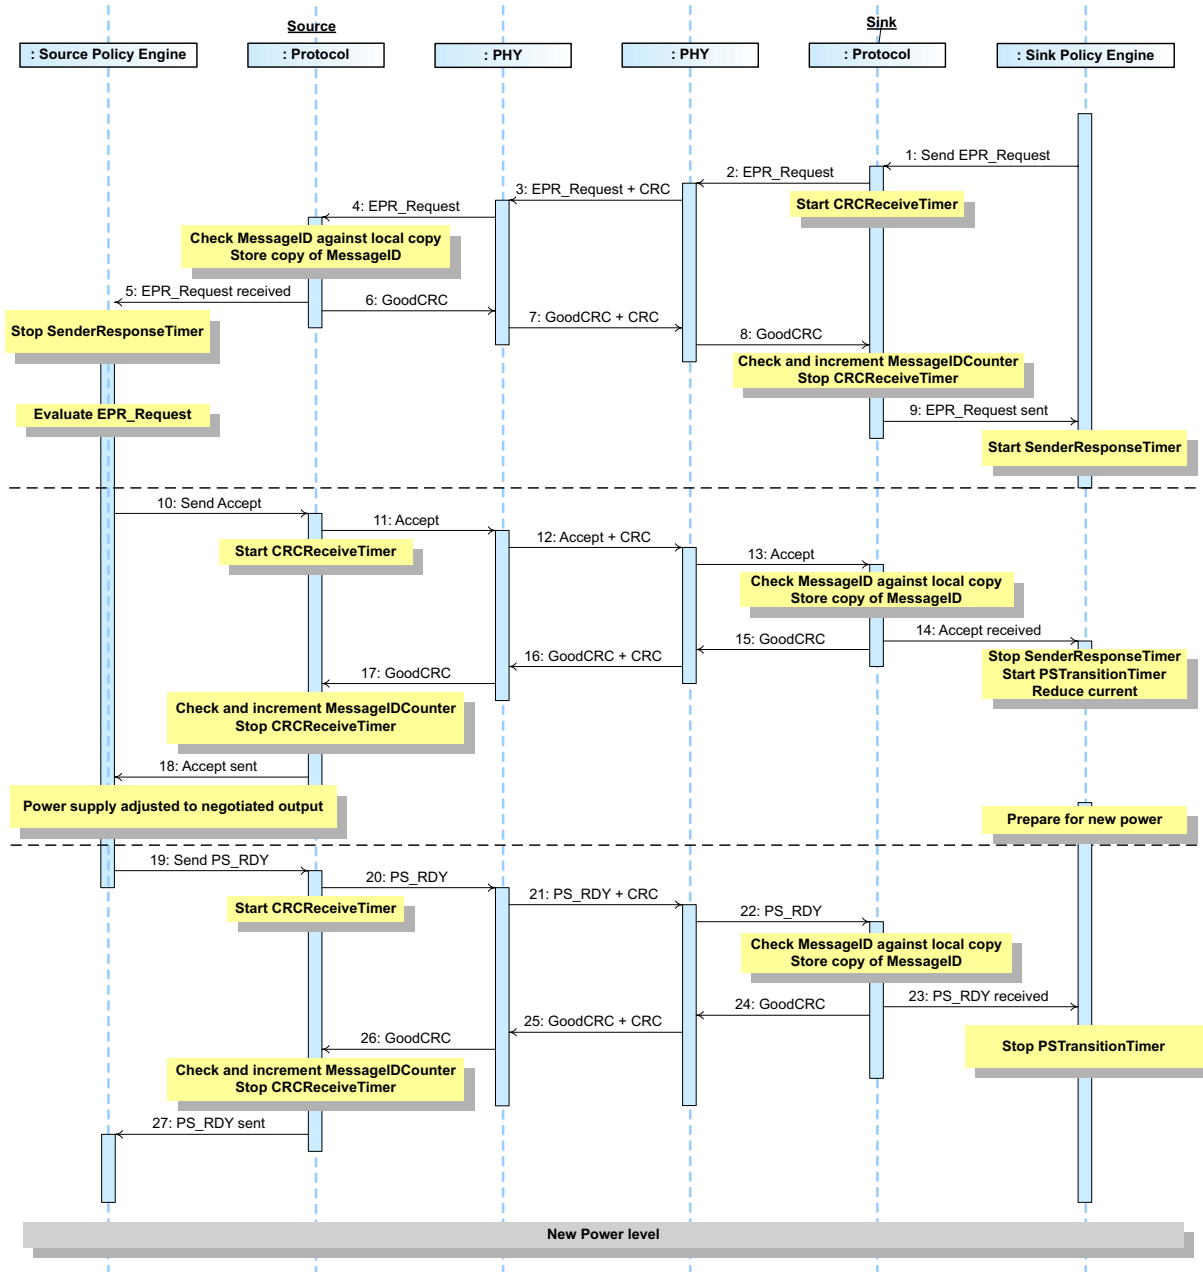 Source
Sink
: Source Policy Engine
: Protocol
: PHY
: PHY
: Protocol
: Sink Policy Engine
1: Send EPR_Request
2: EPR_Request
3: EPR_Request + CRC
Start CRCReceiveTimer
4: EPR_Request
Check MessageID against local copy
Store copy of MessageID
5: EPR_Request received
6: GoodCRC
Stop SenderResponseTimer
7: GoodCRC + CRC
8: GoodCRC
Check and increment MessageIDCounter
Stop CRCReceiveTimer
Evaluate EPR_Request
9: EPR_Request sent
Start SenderResponseTimer
10: Send Accept
11: Accept
Start CRCReceiveTimer
12: Accept + CRC
13: Accept
Check MessageID against local copy
Store copy of MessageID
14: Accept received
15: GoodCRC
16: GoodCRC + CRC
Stop SenderResponseTimer
Start PSTransitionTimer
Reduce current
17: GoodCRC
Check and increment MessageIDCounter
Stop CRCReceiveTimer
18: Accept sent
Power supply adjusted to negotiated output
Prepare for new power
19: Send PS_RDY
20: PS_RDY
21: PS_RDY + CRC
Start CRCReceiveTimer
22: PS_RDY
Check MessageID against local copy
Store copy of MessageID
23: PS_RDY received
24: GoodCRC
25: GoodCRC + CRC
26: GoodCRC
Stop PSTransitionTimer
Check and increment MessageIDCounter
Stop CRCReceiveTimer
27: PS_RDY sent
New Power level